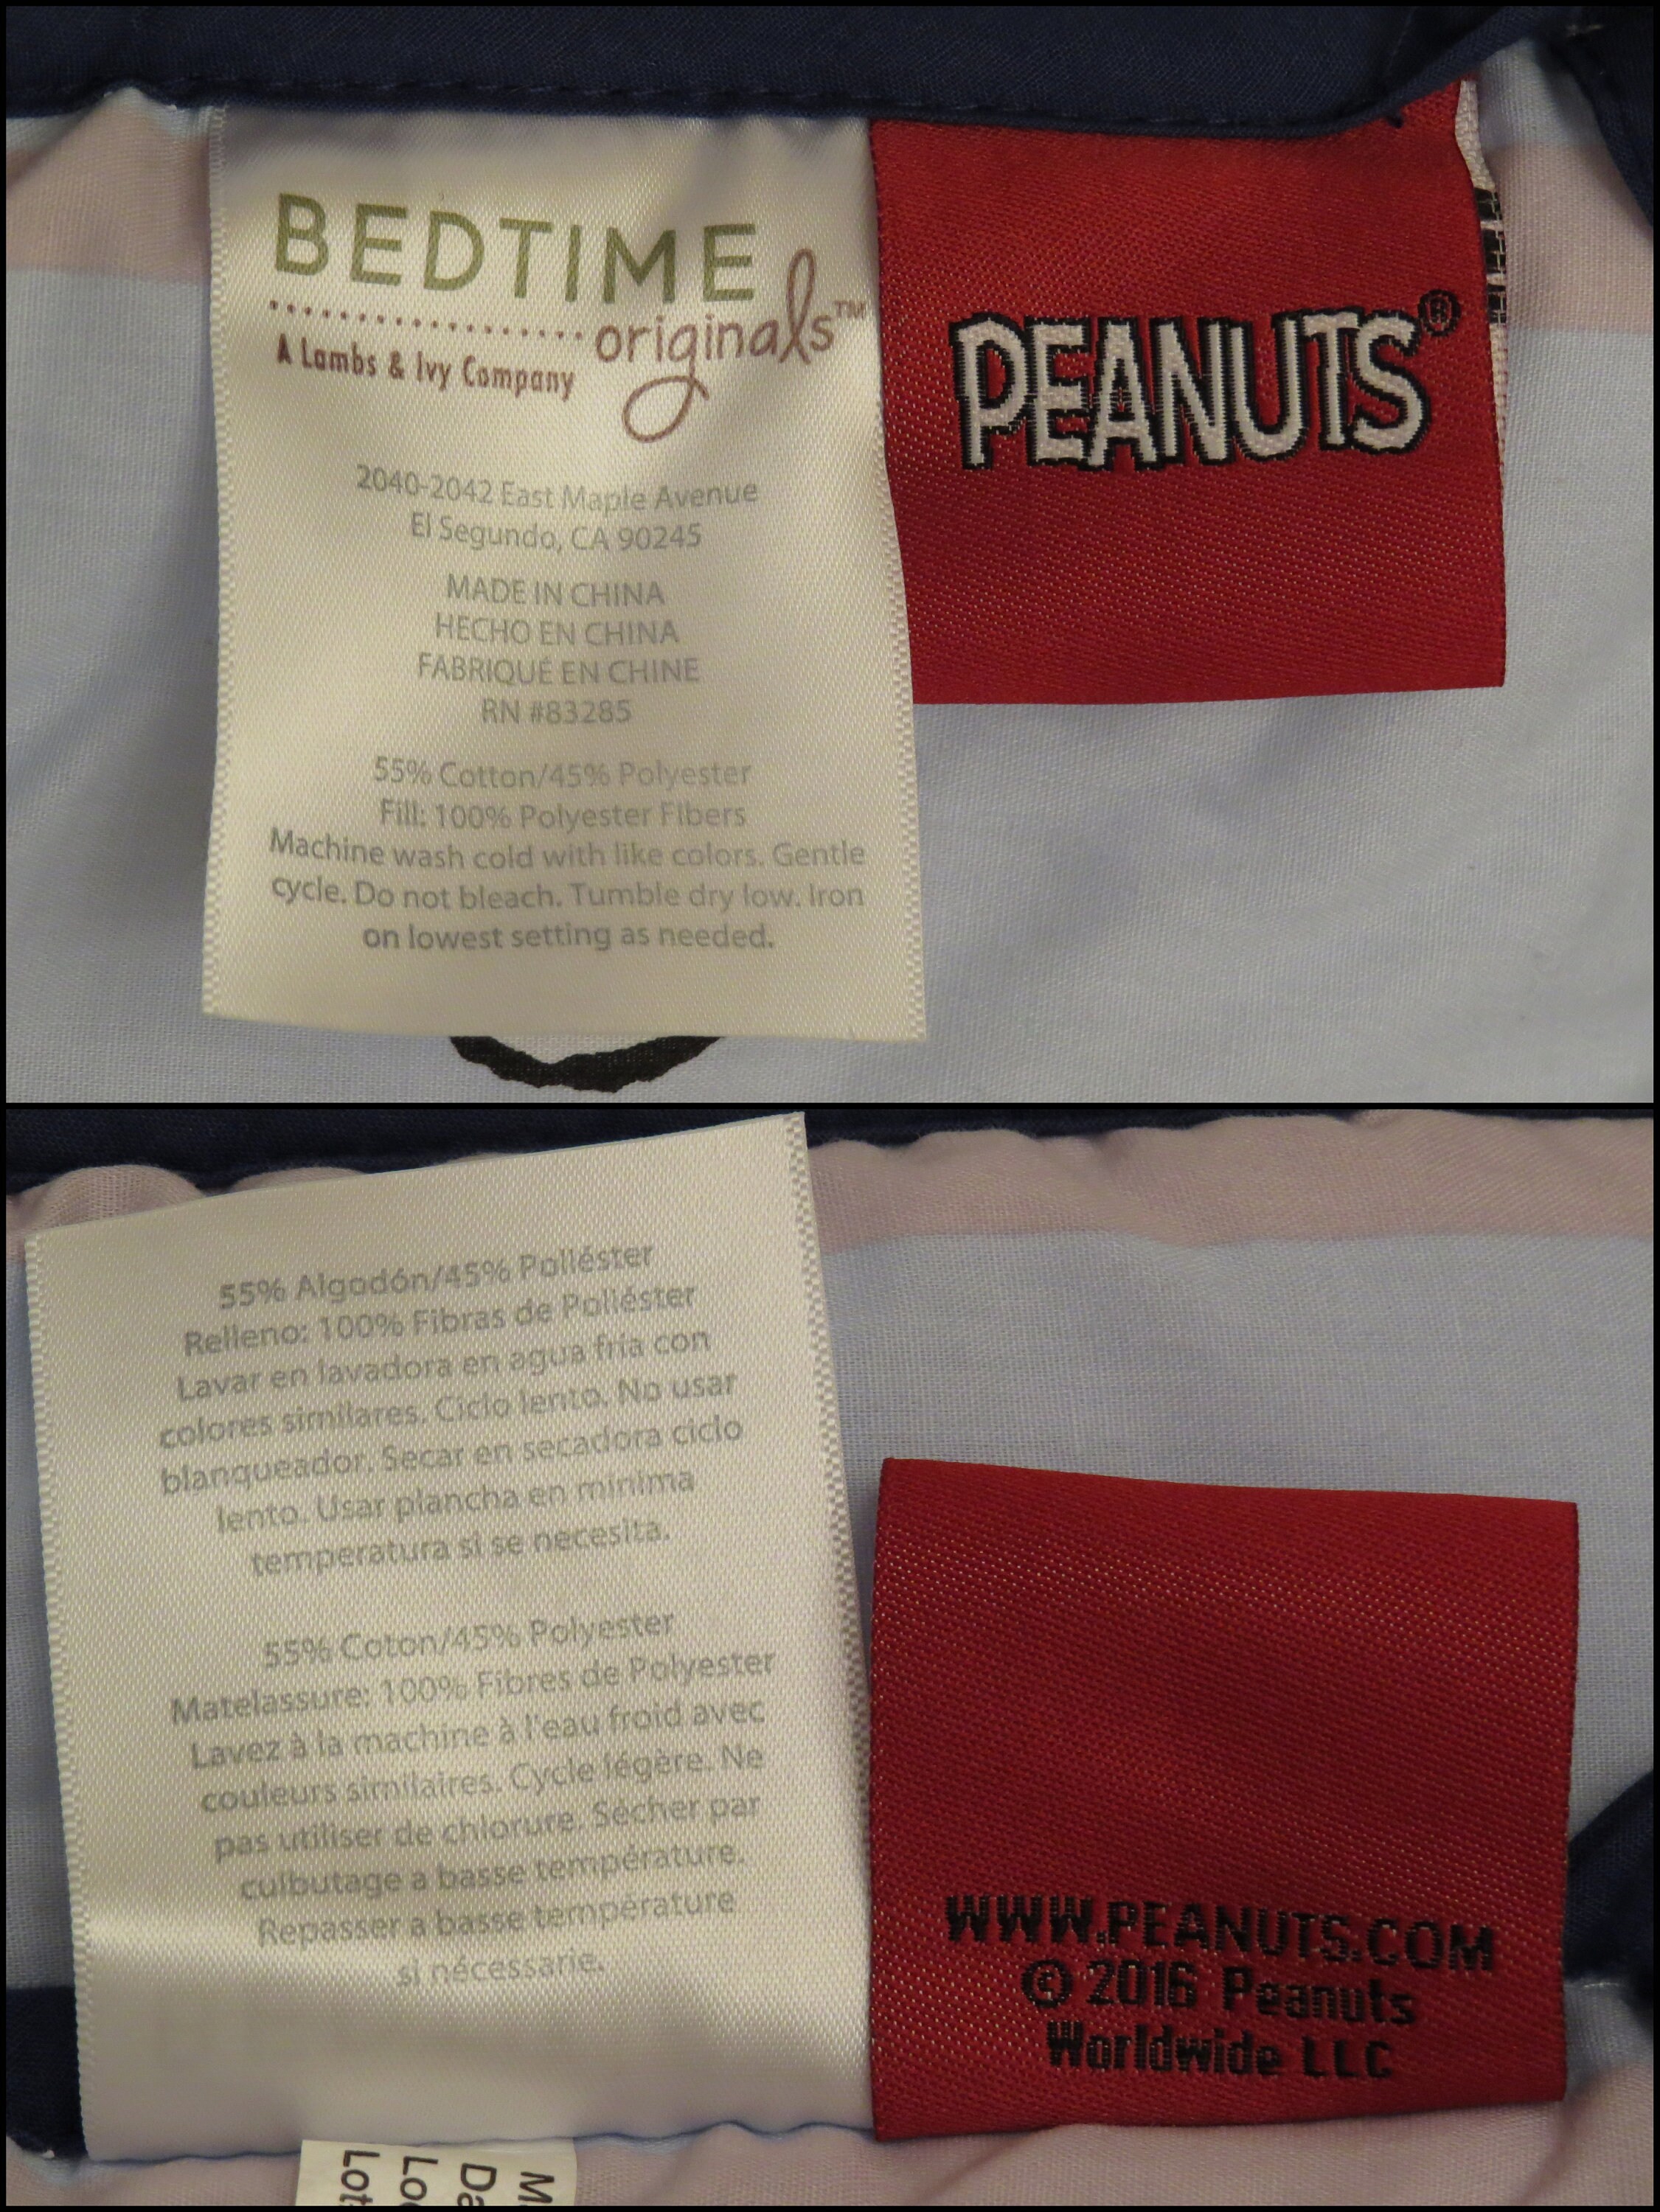 BEDTIME
originals™
A Lambs & Ivy Company
2040-2042 East Maple Avenue
El Segundo, CA 90245
MADE IN CHINA
HECHO EN CHINA
FABRIQUÉ EN CHINE
RN #83285
55% Cotton/45% Polyester
Fill: 100% Polyester Fibers
Machine wash cold with like colors. Gentle
cycle. Do not bleach. Tumble dry low. Iron
on lowest setting as needed.
PEANUTS®
55% Algodón/45% Poliéster
Relleno: 100% Fibras de Poliéster
Lavar en lavadora en agua fria con
colores similares. Ciclo lento. No usar
blanqueador. Secar en secadora ciclo
lento. Usar plancha en minima
temperatura si se necesita.
55% Coton/45% Polyester
Matelassure: 100% Fibres de Polyester
Lavez à la machine à l'eau froid avec
couleurs similaires. Cycle légère. Ne
pas utiliser de chlorure. Sécher par
culbutage a basse température.
Repasser a basse température
si nécessarie.
WWW.PEANUTS.COM
© 2016 Peanuts
Worldwide LLC